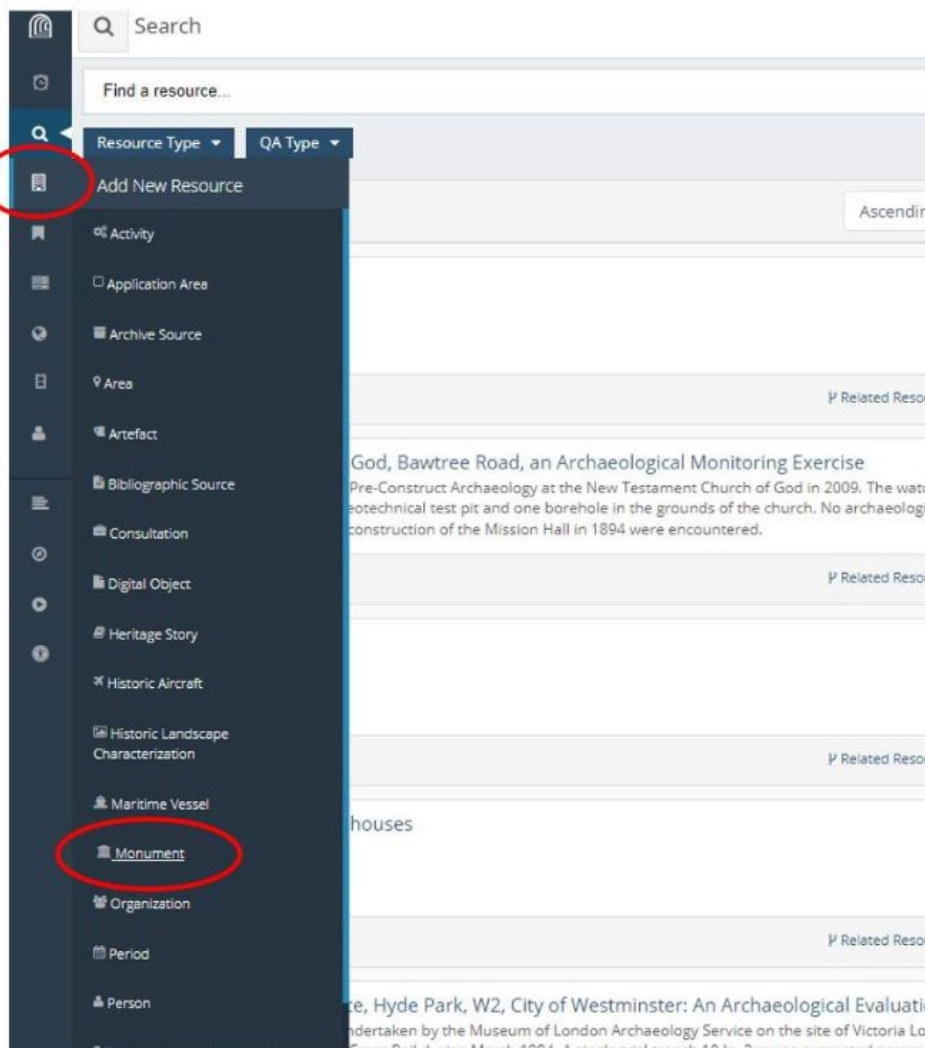 Search
Find a resource...
Resource Type
QA Type
Add New Resource
Ascendin
Activity
Application Area
Archive Source
Area
Related Reso
Artefact
God, Bawtree Road, an Archaeological Monitoring Exercise
Bibliographic Source
Pre-Construct Archaeology at the New Testament Church of God in 2009. The wat
eotechnical test pit and one borehole in the grounds of the church. No archaeolog
Consultation
construction of the Mission Hall in 1894 were encountered.
Digital Object
Related Reso
Heritage Story
Historic Aircraft
Historic Landscape
Characterization
Related Reso
Maritime Vessel
houses
Monument
Organization
Period
Related Reso
Person
te, Hyde Park, W2, City of Westminster: An Archaeological Evaluati
ndertaken by the Museum of London Archaeology Service on the site of Victoria Lo